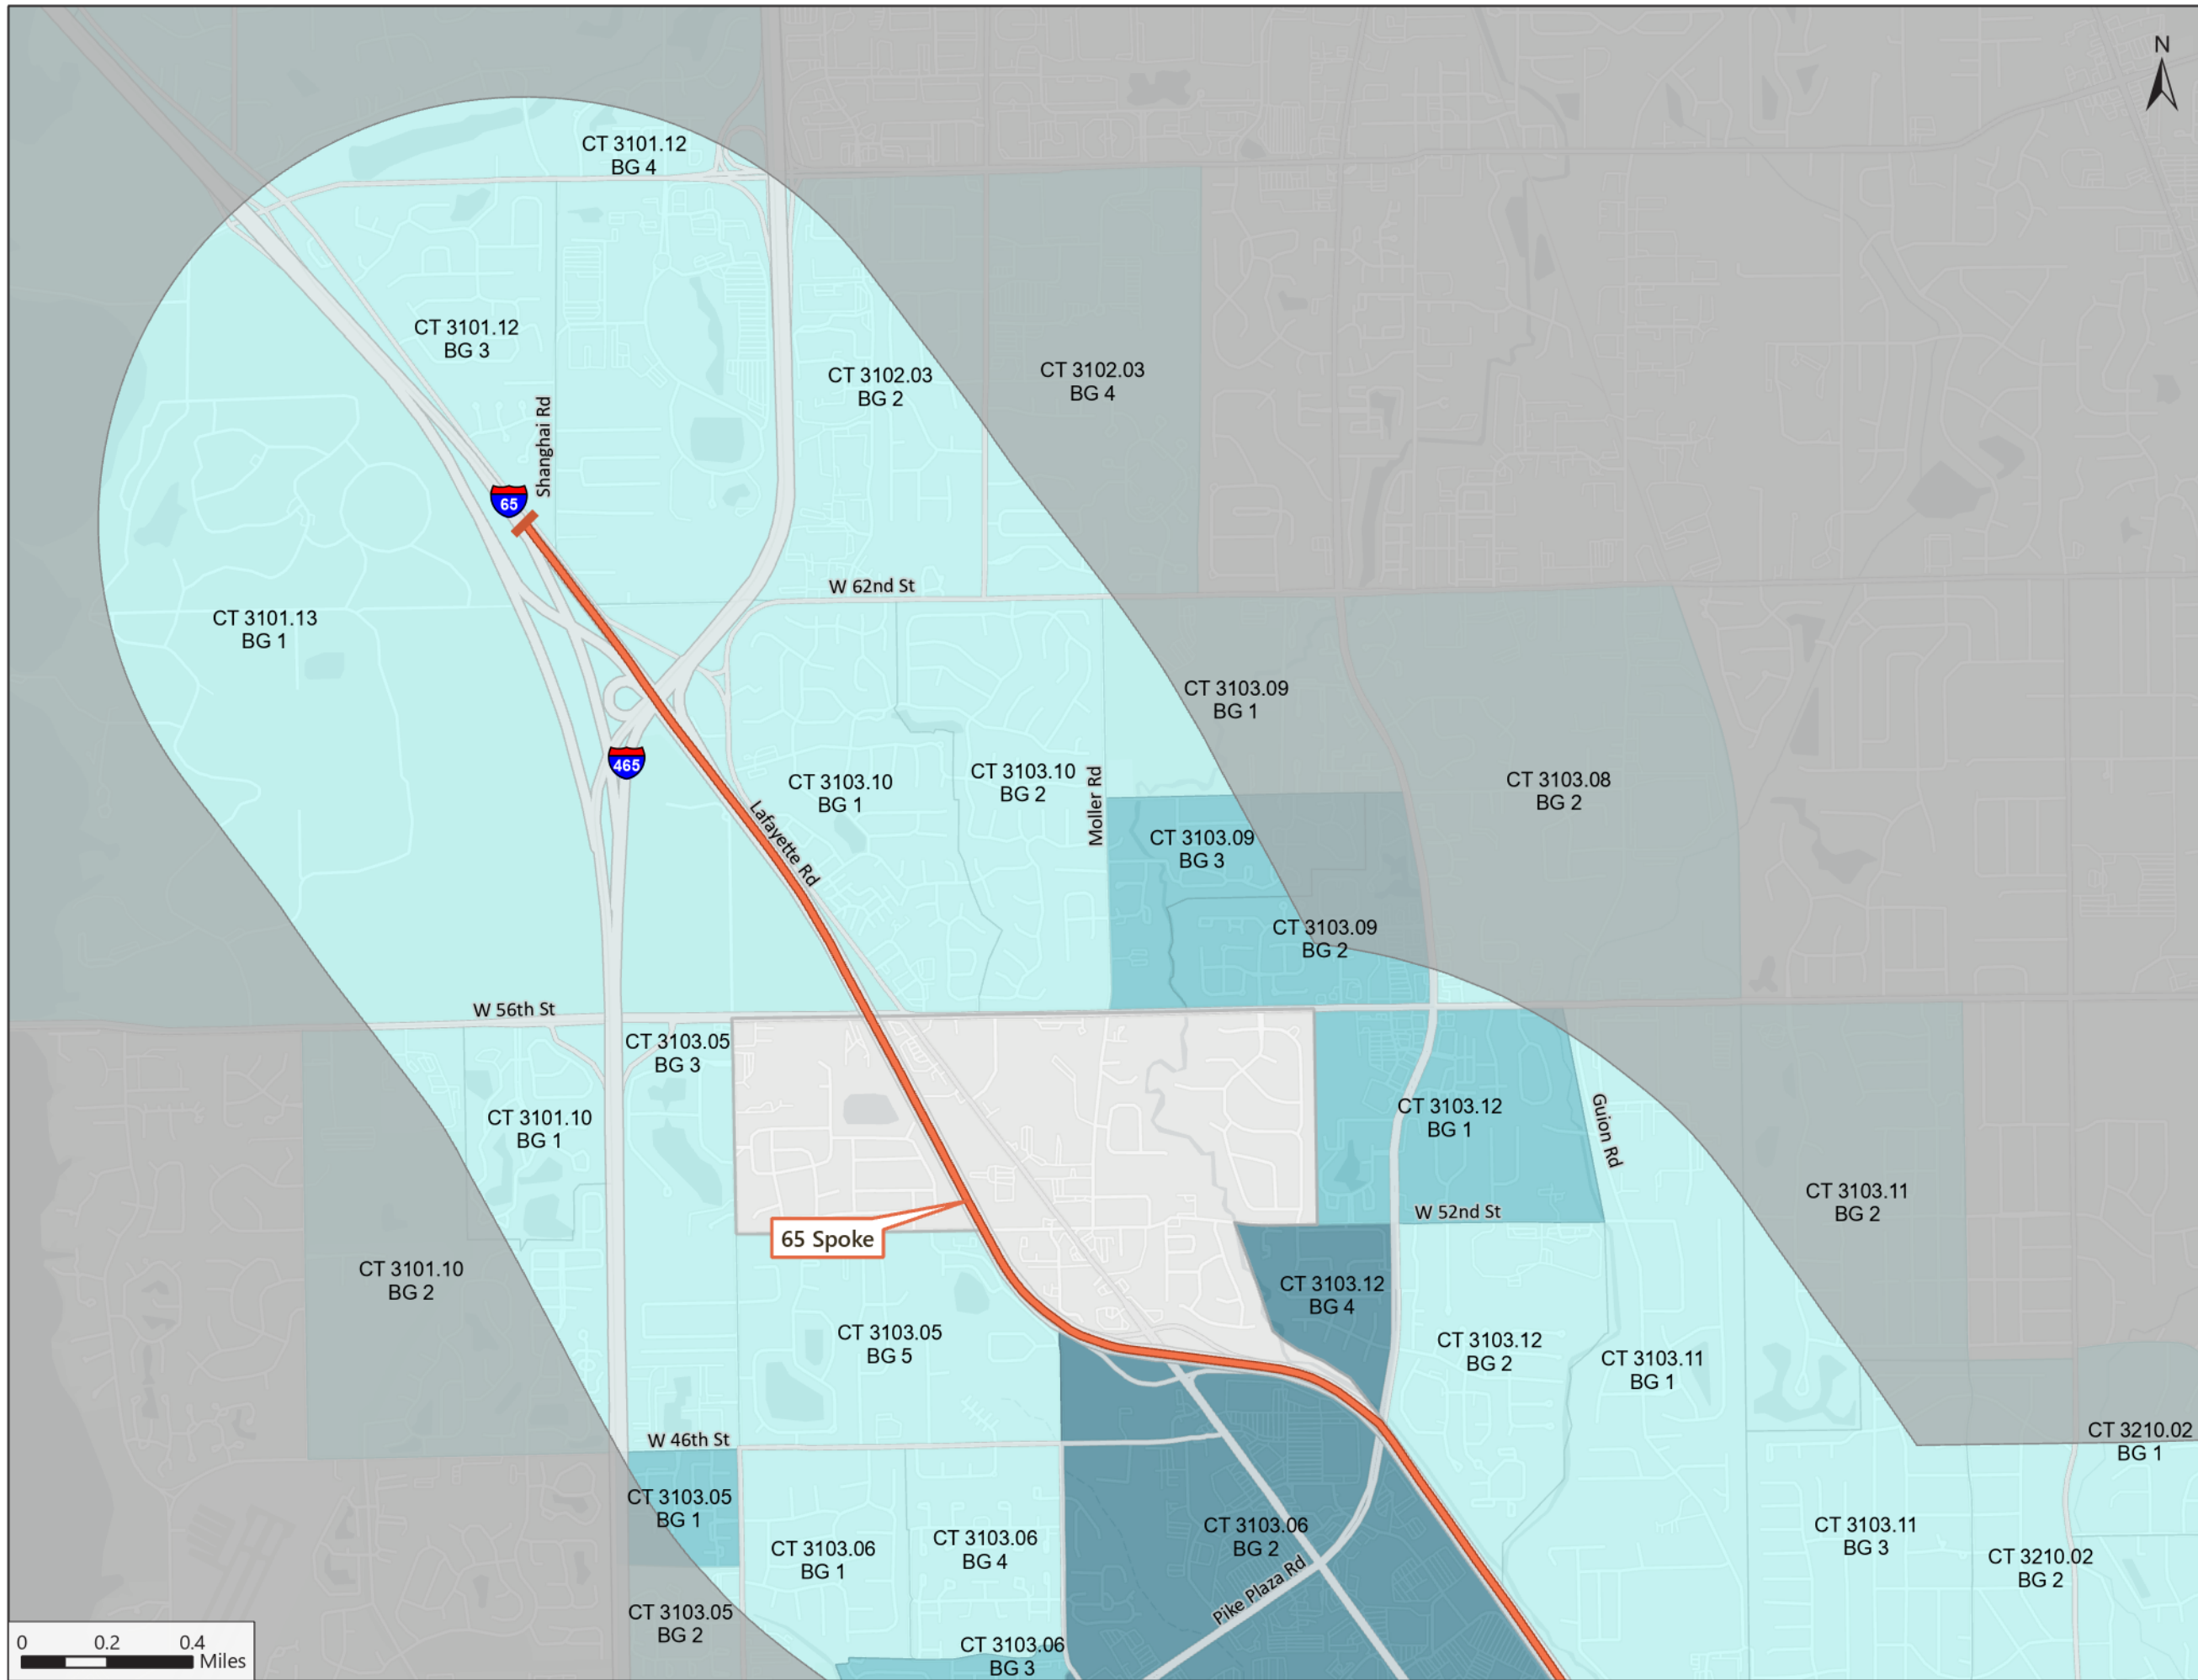 N
CT 3101.12
BG 4
CT 3101.12
BG 3
CT 3102.03
BG 2
CT 3102.03
BG 4
Shanghai Rd
65
W 62nd St
CT 3101.13
BG 1
CT 3103.09
BG 1
465
CT 3103.10
BG 1
CT 3103.10
BG 2
Moller Rd
CT 3103.08
BG 2
Lafayette Rd
CT 3103.09
BG 3
CT 3103.09
BG 2
W 56th St
CT 3103.05
BG 3
CT 3101.10
BG 1
CT 3103.12
BG 1
Guion Rd
CT 3103.11
BG 2
W 52nd St
65 Spoke
CT 3101.10
BG 2
CT 3103.12
BG 4
CT 3103.05
BG 5
CT 3103.12
BG 2
CT 3103.11
BG 1
W 46th St
CT 3210.02
BG 1
CT 3103.05
BG 1
CT 3103.06
BG 1
CT 3103.06
BG 4
CT 3103.06
BG 2
CT 3103.11
BG 3
CT 3210.02
BG 2
Pike Plaza Rd
CT 3103.05
BG 2
CT 3103.06
BG 3
0 0.2 0.4
Miles